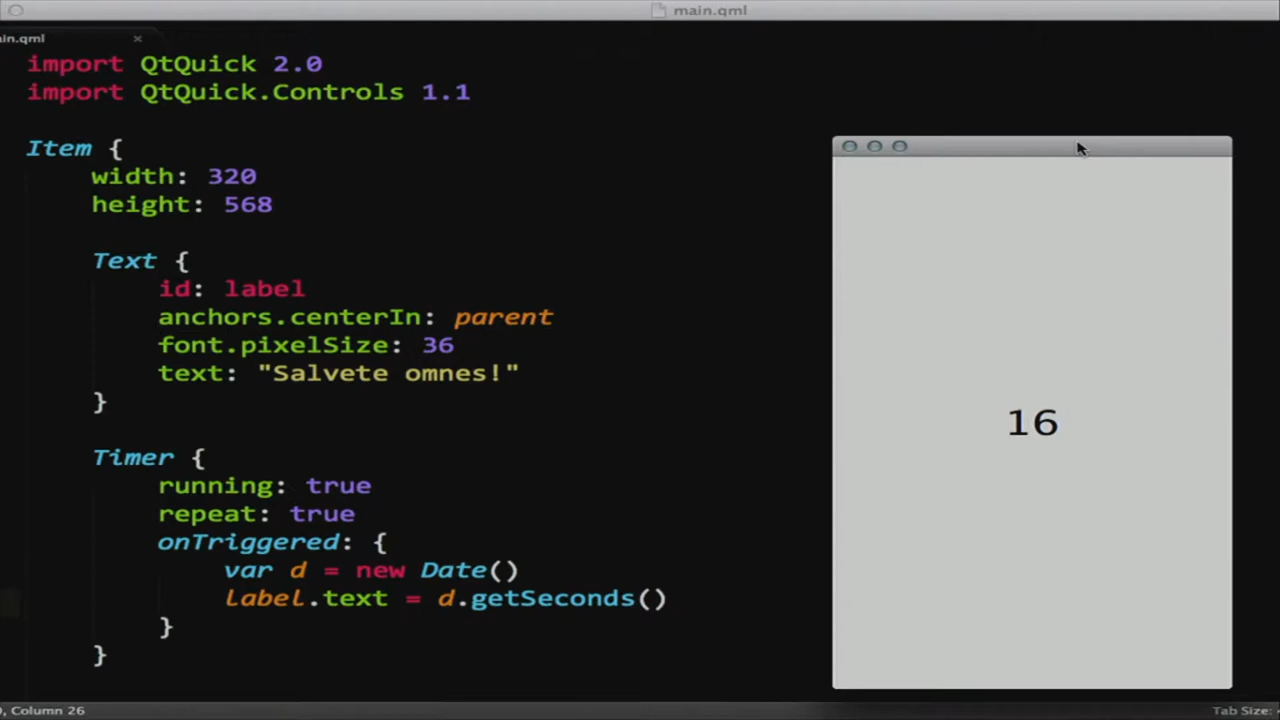 main.qml
ain.qml ×
import QtQuick 2.0
import QtQuick.Controls 1.1
Item {
width: 320
height: 568
Text {
id: label
anchors.centerIn: parent
font.pixelSize: 36
text: "Salvete omnes!"
}
Timer {
running: true
repeat: true
onTriggered: {
var d = new Date()
label.text = d.getSeconds()
}
}
16
, Column 26
Tab Size: